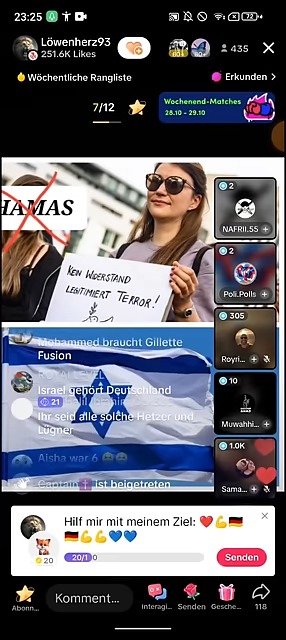 23:25
72
Löwenherz93
251.6K Likes
435
Wöchentliche Rangliste
Erkunden >
7/12
Wochenend-Matches
28.10 - 29.10
HAMAS
KEIN WIDERSTAND
LEGITIMIERT TERROR!
2
NAFRII.SS +
2
Poli.Polls +
305
Royri... +
10
Muwahhi... +
1.0K
Sama... +
Mohammed braucht Gillette
Fusion
21
Israel gehört Deutschland
Ihr seid alle solche Hetzer und
Lügner
Aisha war 6
Captain ist beigetreten
Hilf mir mit meinem Ziel: ❤️💪🇩🇪
🇩🇪💪💪💙💙
20
20/1
Senden
Abonn...
Komment...
Interagi...
Senden
Gesche...
118